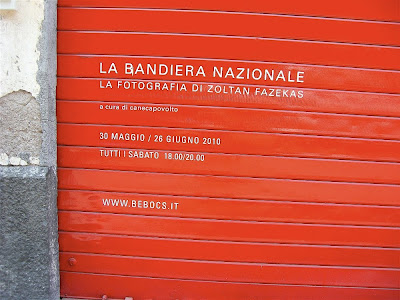 LA BANDIERA NAZIONALE
LA FOTOGRAFIA DI ZOLTAN FAZEKAS
a cura di canecapovolto
30 MAGGIO / 26 GIUGNO 2010
TUTTI I SABATO 18.00/20.00
WWW.BEBOCS.IT